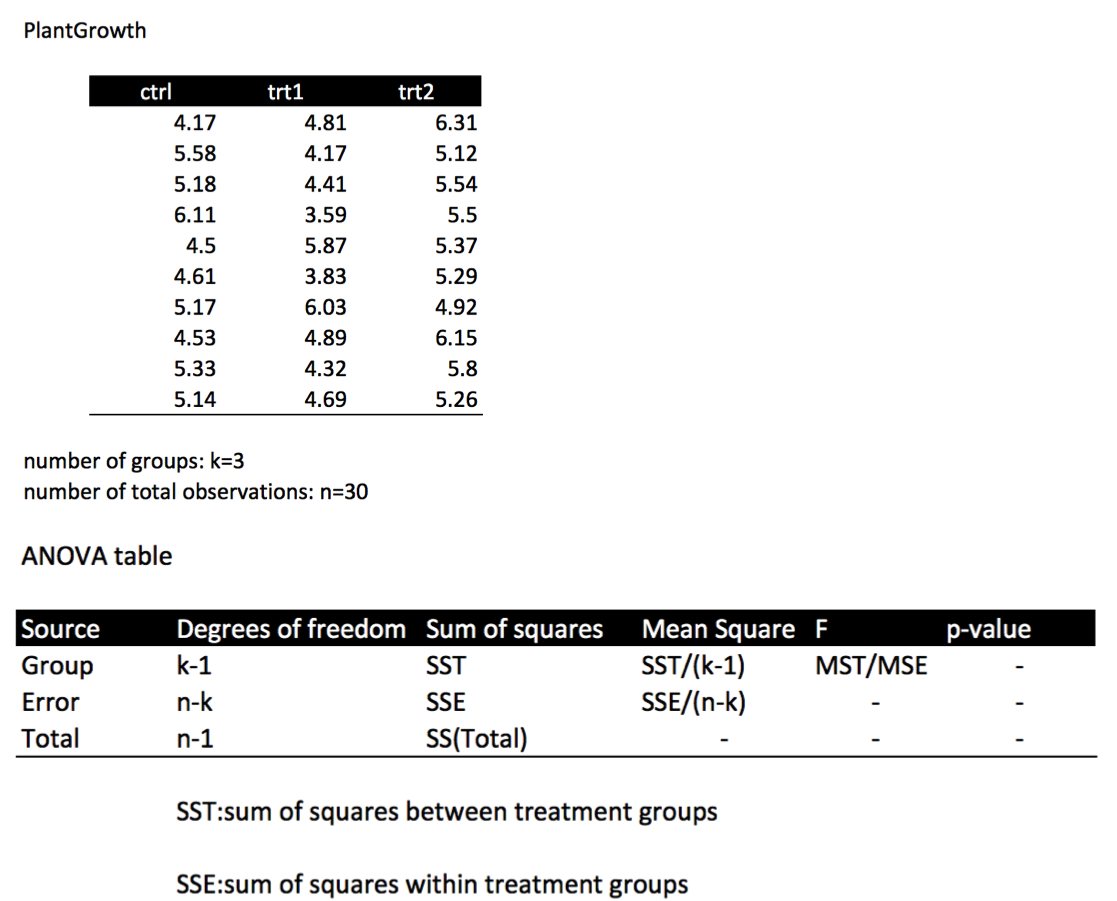 PlantGrowth
ctrl trt1 trt2
4.17 4.81 6.31
5.58 4.17 5.12
5.18 4.41 5.54
6.11 3.59 5.5
4.5 5.87 5.37
4.61 3.83 5.29
5.17 6.03 4.92
4.53 4.89 6.15
5.33 4.32 5.8
5.14 4.69 5.26
number of groups: k=3
number of total observations: n=30
ANOVA table
Source Degrees of freedom Sum of squares Mean Square F p-value
Group k-1 SST SST/(k-1) MST/MSE -
Error n-k SSE SSE/(n-k) - -
Total n-1 SS(Total) - - -
SST:sum of squares between treatment groups
SSE:sum of squares within treatment groups